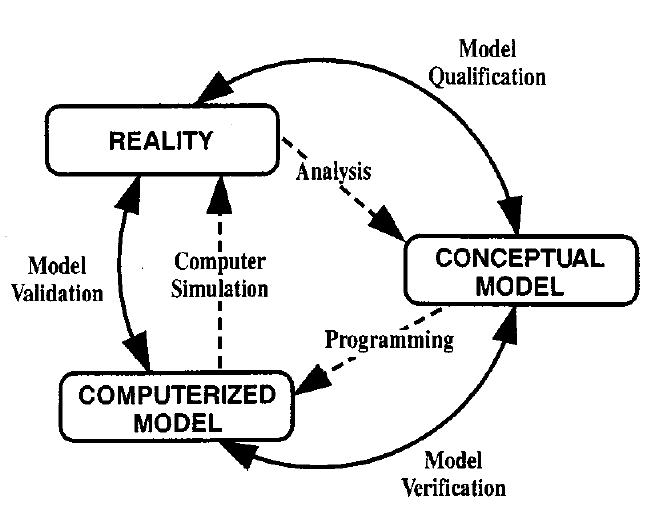 Model
Qualification
REALITY
Analysis
CONCEPTUAL
MODEL
Model
Validation
Computer
Simulation
Programming
COMPUTERIZED
MODEL
Model
Verification